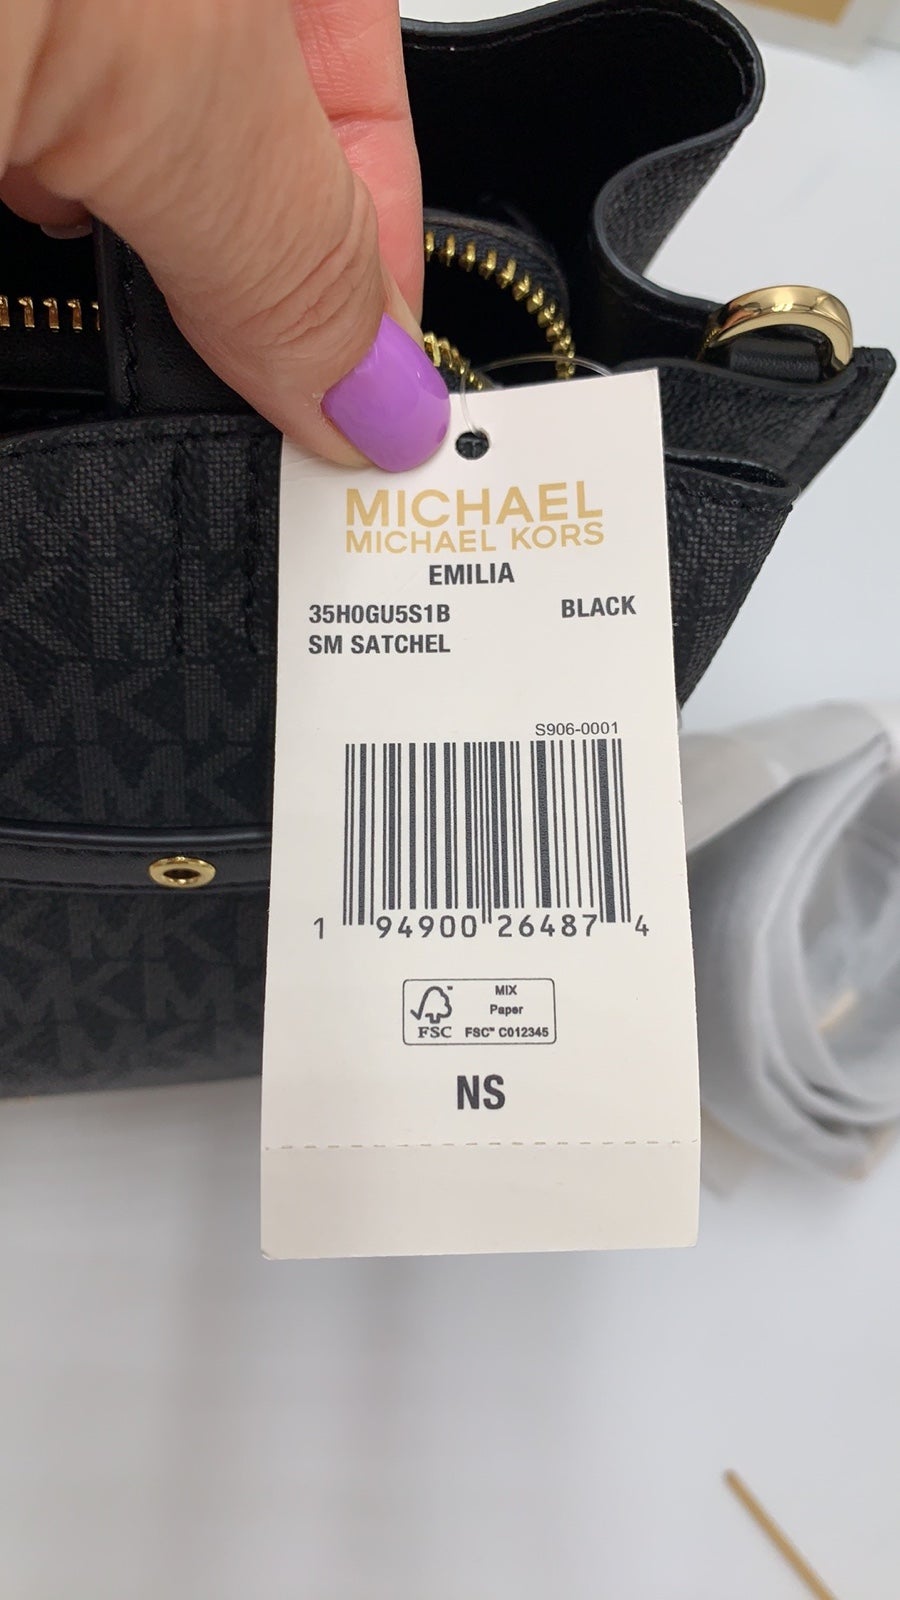 MICHAEL
MICHAEL KORS
EMILIA
35H0GU5S1B BLACK
SM SATCHEL
S906-0001
1 94900 26487 4
MIX
Paper
FSC™ C012345
FSC
NS